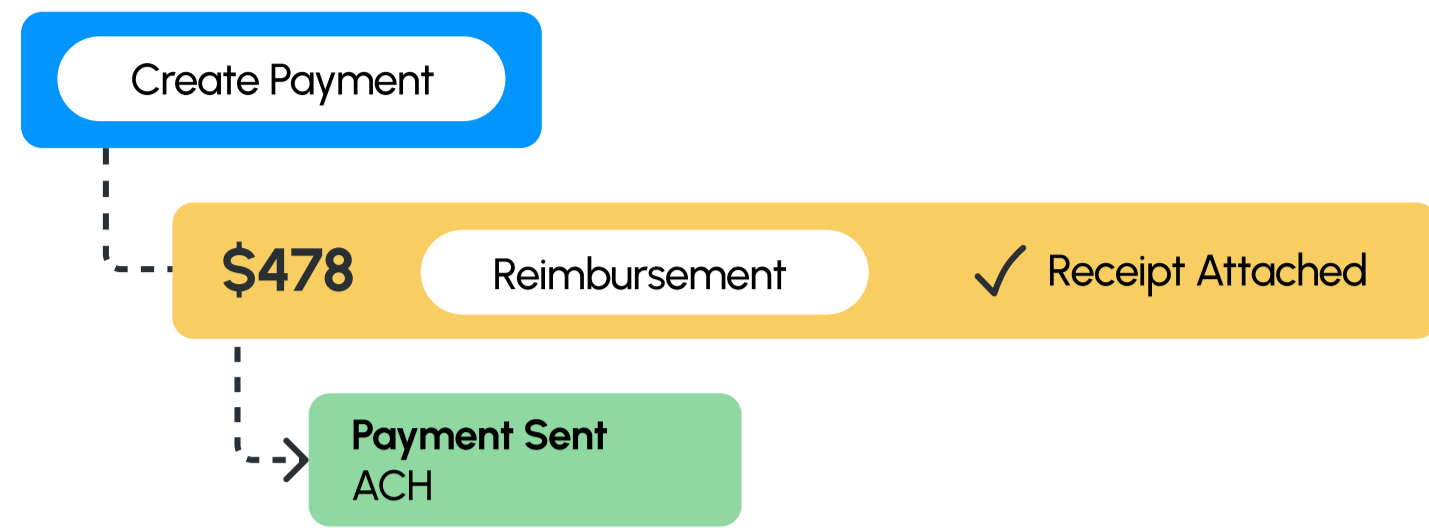 Create Payment
$478 Reimbursement Receipt Attached
Payment Sent
ACH